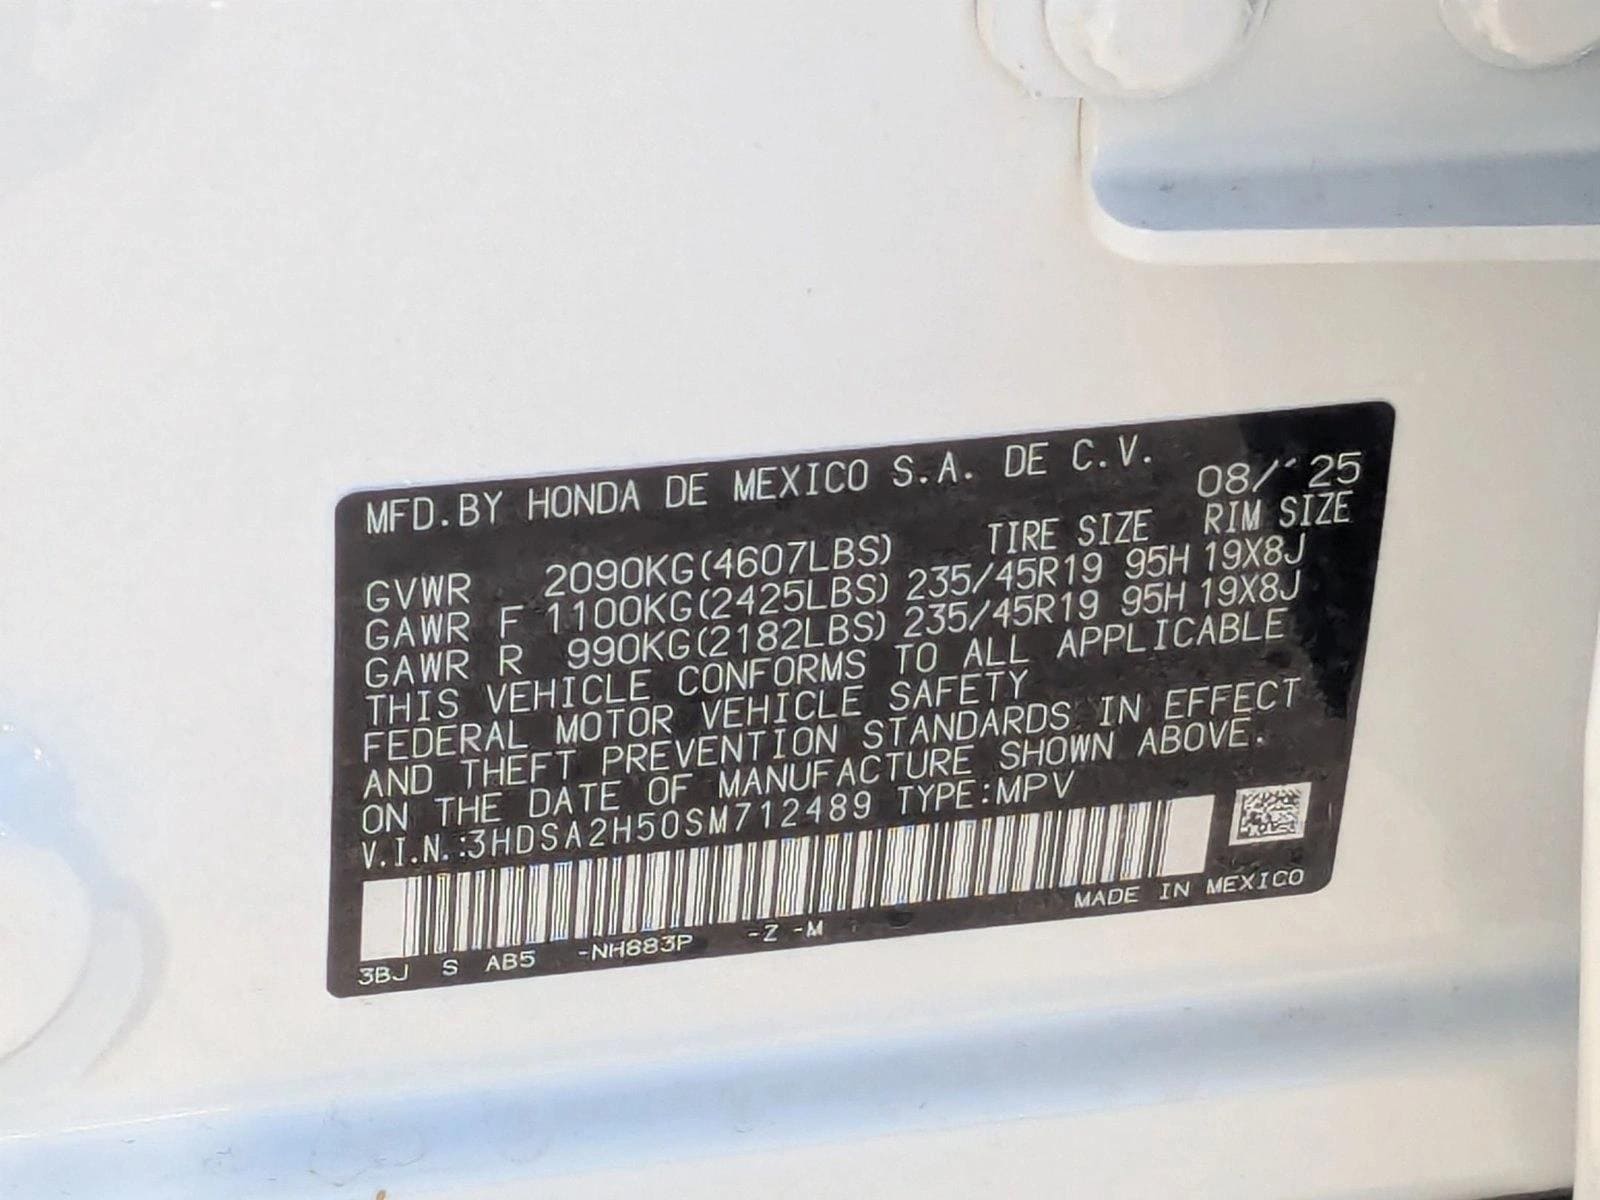 MFD.BY HONDA DE MEXICO S.A. DE C.V. 08/'25
TIRE SIZE RIM SIZE
GVWR 2090KG(4607LBS)
GAWR F 1100KG(2425LBS) 235/45R19 95H 19X8J
GAWR R 990KG(2182LBS) 235/45R19 95H 19X8J
THIS VEHICLE CONFORMS TO ALL APPLICABLE
FEDERAL MOTOR VEHICLE SAFETY
AND THEFT PREVENTION STANDARDS IN EFFECT
ON THE DATE OF MANUFACTURE SHOWN ABOVE.
V.I.N.:3HDSA2H50SM712489 TYPE:MPV
MADE IN MEXICO
3BJ S AB5 -NH883P -Z -M